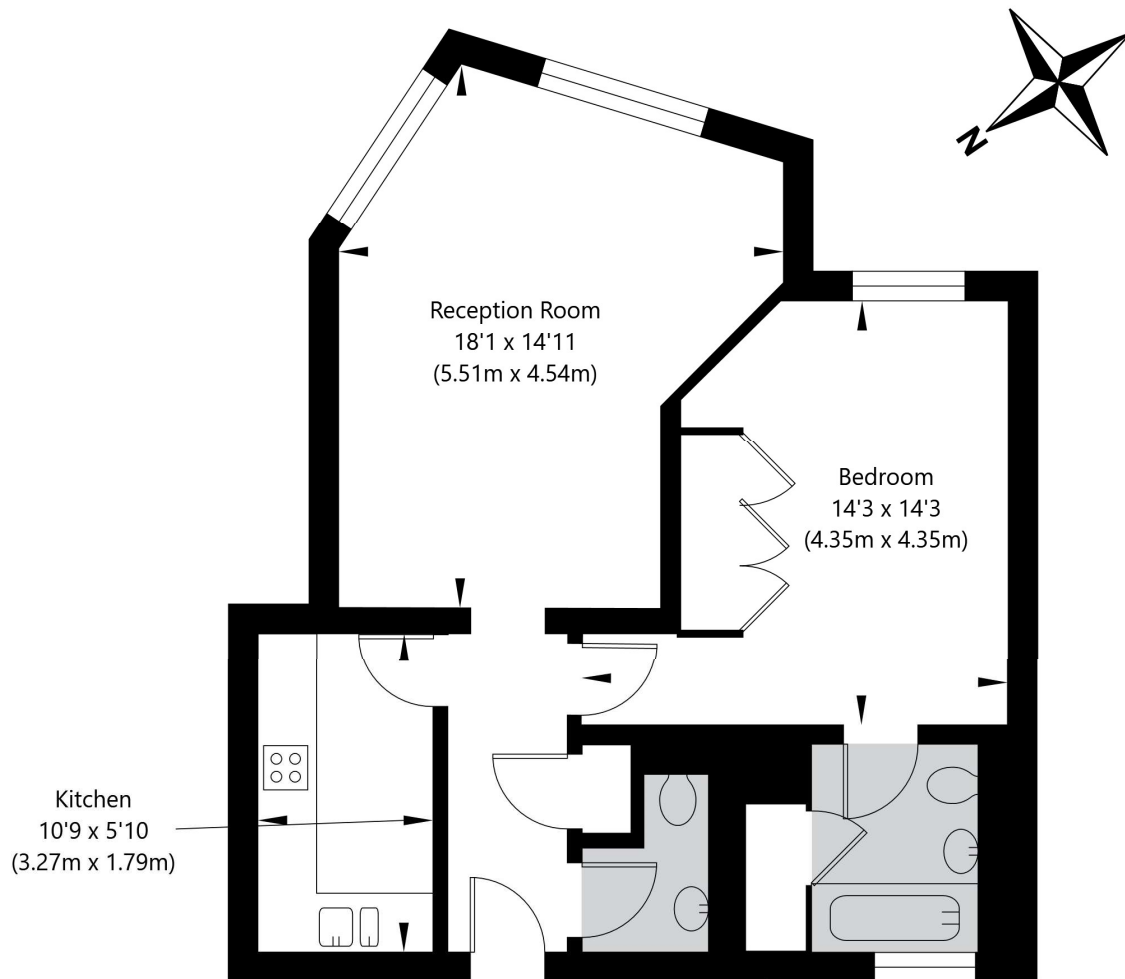 N
Reception Room
18'1 x 14'11
(5.51m x 4.54m)
Bedroom
14'3 x 14'3
(4.35m x 4.35m)
Kitchen
10'9 x 5'10
(3.27m x 1.79m)